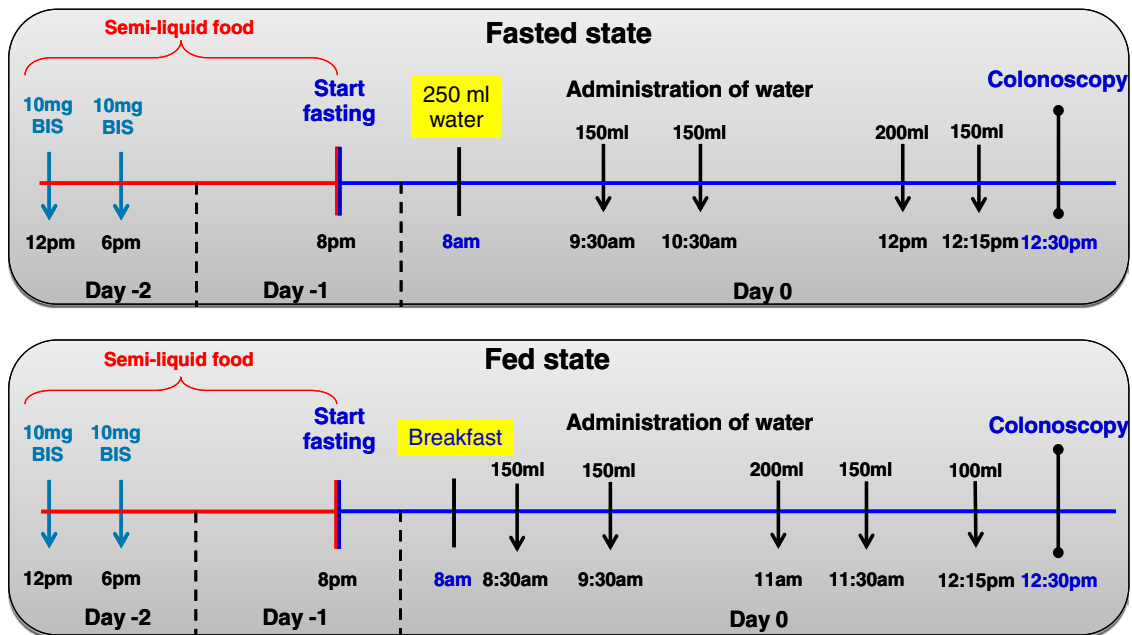 Semi-liquid food
Fasted state
10mg
BIS
10mg
BIS
Start
fasting
250 ml
water
Administration of water
Colonoscopy
150ml
150ml
200ml
150ml
12pm
6pm
8pm
8am
9:30am
10:30am
12pm
12:15pm
12:30pm
Day -2
Day -1
Day 0
Semi-liquid food
Fed state
10mg
BIS
10mg
BIS
Start
fasting
Breakfast
Administration of water
Colonoscopy
150ml
150ml
200ml
150ml
100ml
12pm
6pm
8pm
8am
8:30am
9:30am
11am
11:30am
12:15pm
12:30pm
Day -2
Day -1
Day 0